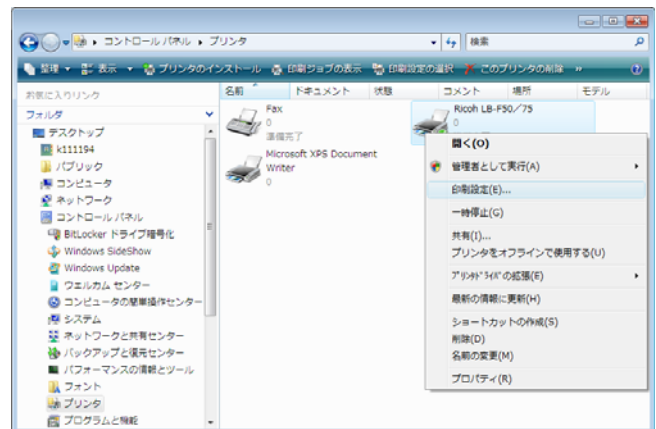 コントロール パネル ▸ プリンタ
検索
整理 表示 プリンタのインストール 印刷ジョブの表示 印刷設定の選択 このプリンタの削除 »
お気に入りリンク
フォルダ
デスクトップ
k111194
パブリック
コンピュータ
ネットワーク
コントロール パネル
BitLocker ドライブ暗号化
Windows SideShow
Windows Update
ウェルカム センター
コンピュータの簡単操作センター
システム
ネットワークと共有センター
バックアップと復元センター
パフォーマンスの情報とツール
フォント
プリンタ
プログラムと機能
名前 ドキュメント 状態 コメント 場所 モデル
Fax
0
準備完了
Microsoft XPS Document
Writer
0
Ricoh LB-F50／75
0
開く(O)
管理者として実行(A)
印刷設定(E)...
一時停止(G)
共有(I)...
プリンタをオフラインで使用する(U)
ﾌﾟﾘﾝﾀﾄﾞﾗｲﾊﾞの拡張(E)
最新の情報に更新(H)
ショートカットの作成(S)
削除(D)
名前の変更(M)
プロパティ(R)